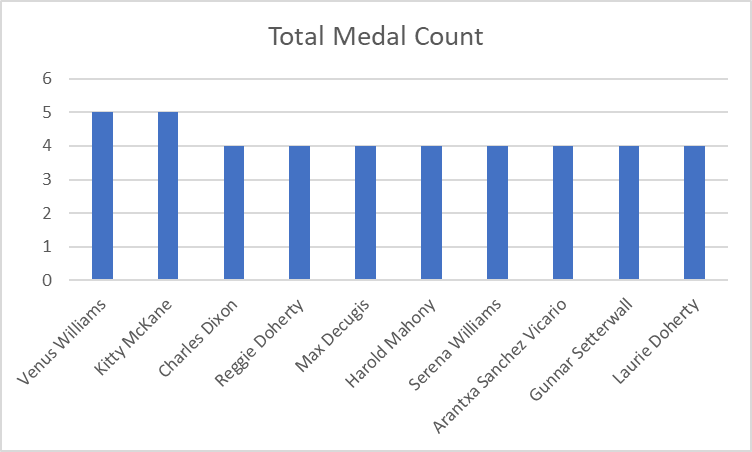 Total Medal Count
6
5
4
3
2
1
0
Venus Williams
Kitty McKane
Charles Dixon
Reggie Doherty
Max Decugis
Harold Mahony
Serena Williams
Arantxa Sanchez Vicario
Gunnar Setterwall
Laurie Doherty